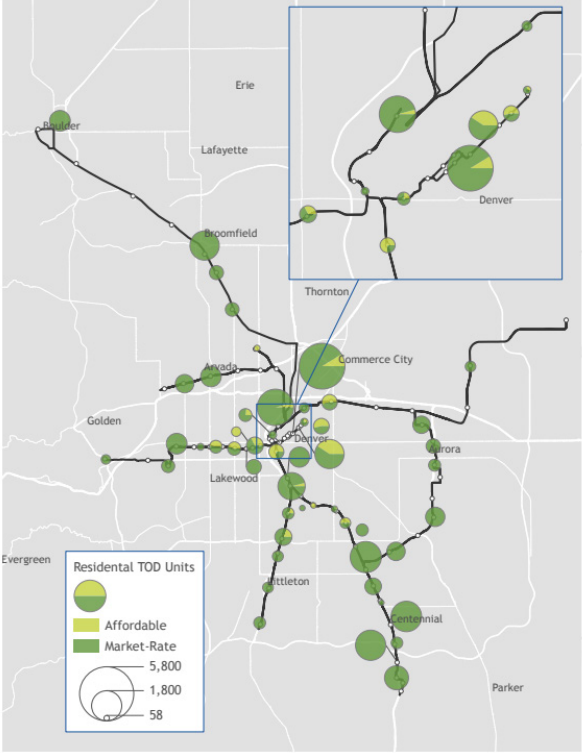 Erie
Boulder
Lafayette
Denver
Broomfield
Thornton
Commerce City
Arvada
Golden
Denver
Aurora
Lakewood
Evergreen
Littleton
Centennial
Parker
Residental TOD Units
Affordable
Market-Rate
5,800
1,800
58